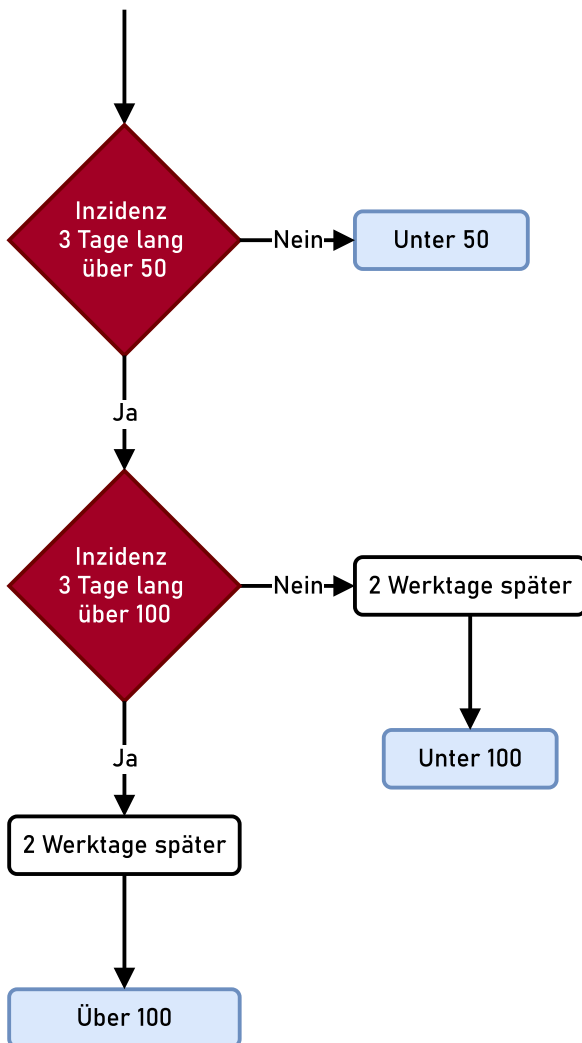 Inzidenz
3 Tage lang
über 50
Nein
Unter 50
Ja
Inzidenz
3 Tage lang
über 100
Nein
2 Werktage später
Unter 100
Ja
2 Werktage später
Über 100